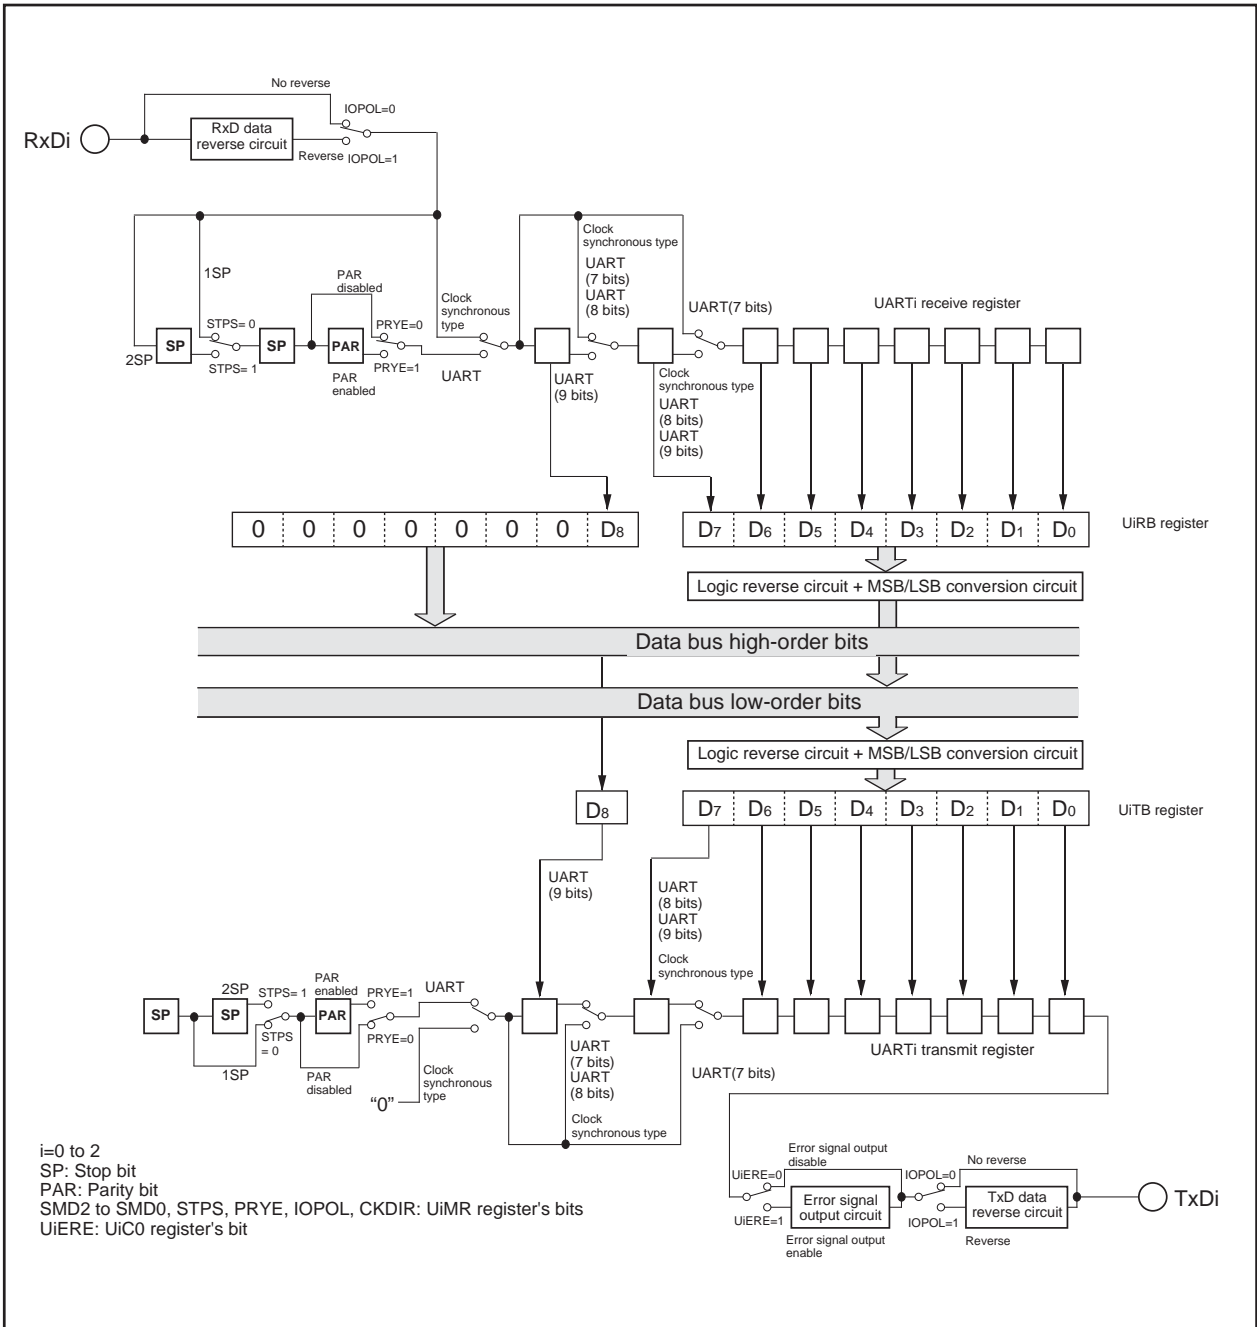 No reverse
IOPOL=0
RxDi
RxD data
reverse circuit
Reverse
IOPOL=1
1SP
PAR
disabled
Clock
synchronous
type
Clock
synchronous type
UART
(7 bits)
UART
(8 bits)
UART(7 bits)
UARTi receive register
STPS= 0
PRYE=0
2SP
SP
SP
PAR
STPS= 1
PRYE=1
PAR
enabled
UART
UART
(9 bits)
Clock
synchronous type
UART
(8 bits)
UART
(9 bits)
0 0 0 0 0 0 0 D8
D7 D6 D5 D4 D3 D2 D1 D0
UiRB register
Logic reverse circuit + MSB/LSB conversion circuit
Data bus high-order bits
Data bus low-order bits
Logic reverse circuit + MSB/LSB conversion circuit
D8
D7 D6 D5 D4 D3 D2 D1 D0
UiTB register
UART
(9 bits)
UART
(8 bits)
UART
(9 bits)
Clock
synchronous type
PAR
enabled
2SP
STPS= 1
PRYE=1
UART
SP
SP
PAR
STPS
= 0
PRYE=0
1SP
PAR
disabled
“0”
Clock
synchronous
type
UART
(7 bits)
UART
(8 bits)
Clock
synchronous type
UART(7 bits)
UARTi transmit register
i=0 to 2
SP: Stop bit
PAR: Parity bit
SMD2 to SMD0, STPS, PRYE, IOPOL, CKDIR: UiMR register's bits
UiERE: UiC0 register's bit
Error signal output
disable
UiERE=0
IOPOL=0
No reverse
Error signal
output circuit
TxD data
reverse circuit
TxDi
UiERE=1
IOPOL=1
Error signal output
enable
Reverse